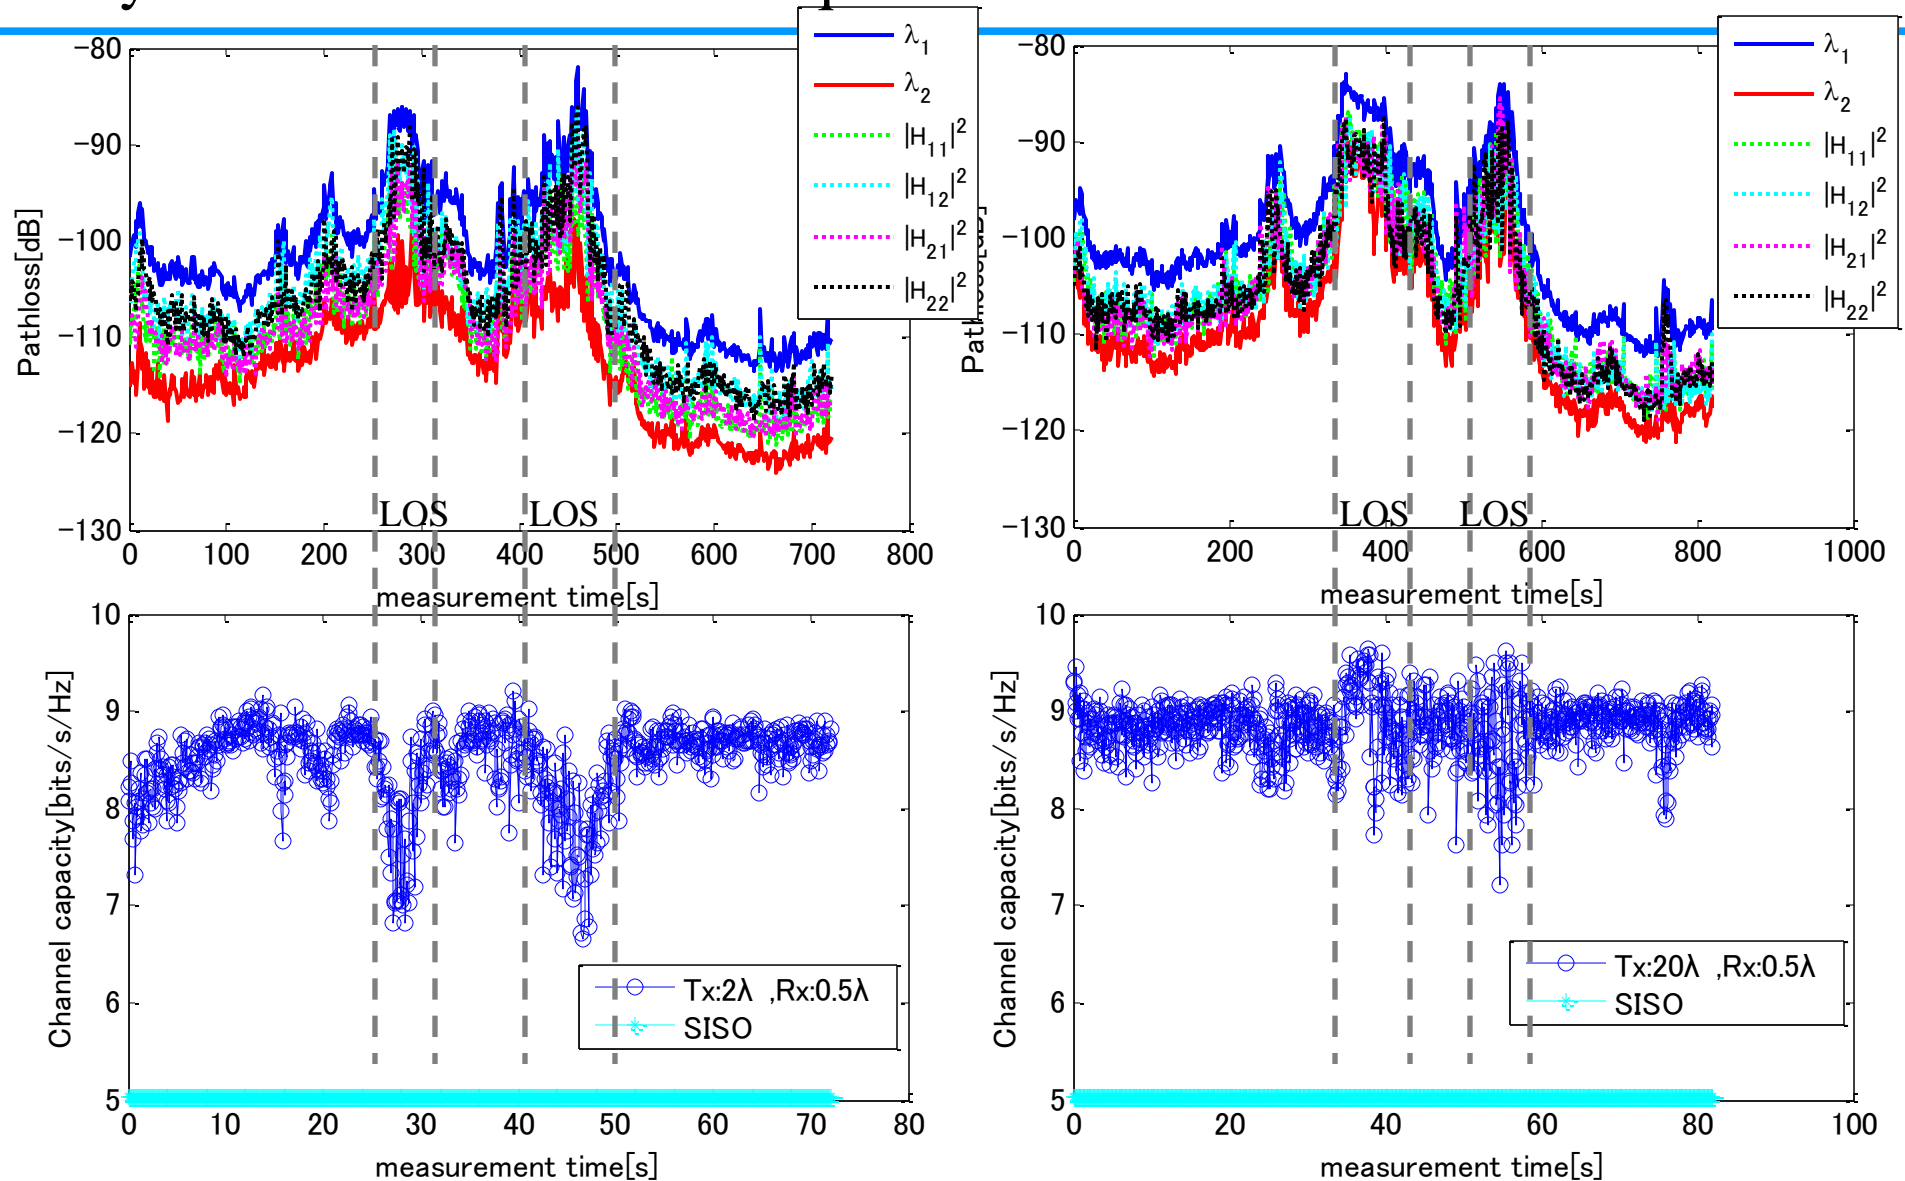 −80
−90
−100
−110
−120
−130
0 100 200 300 400 500 600 700 800
Pathloss[dB]
measurement time[s]
LOS LOS
λ1
λ2
|H11|²
|H12|²
|H21|²
|H22|²
−80
−90
−100
−110
−120
−130
0 200 400 600 800 1000
measurement time[s]
LOS LOS
λ1
λ2
|H11|²
|H12|²
|H21|²
|H22|²
10
9
8
7
6
5
0 10 20 30 40 50 60 70 80
Channel capacity[bits/s/Hz]
measurement time[s]
Tx:2λ ,Rx:0.5λ
SISO
10
9
8
7
6
5
0 20 40 60 80 100
Channel capacity[bits/s/Hz]
measurement time[s]
Tx:20λ ,Rx:0.5λ
SISO